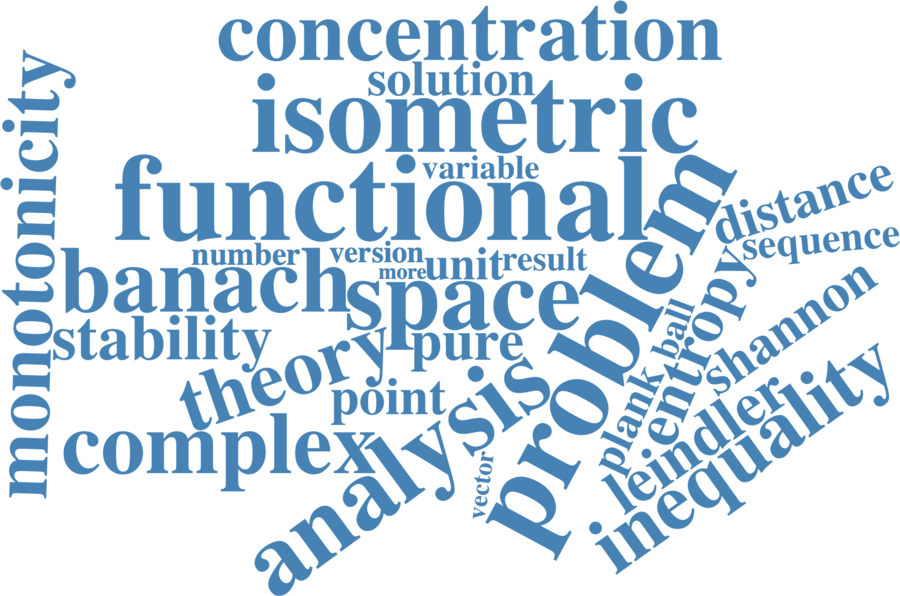 concentration
solution
isometric
monotonicity
functional
variable
problem
distance
sequence
number
version
more
unit
result
banach
space
entropy
ball
shannon
stability
theory
pure
plank
leindler
inequality
point
complex
analysis
vector